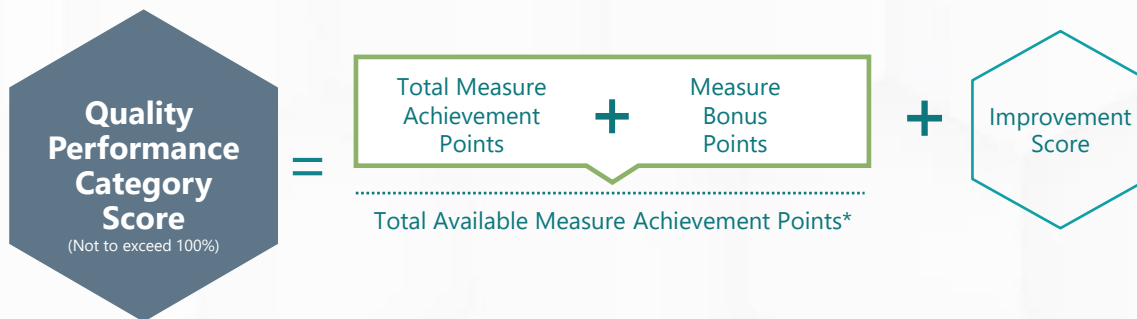 Quality
Performance
Category
Score
(Not to exceed 100%)
=
Total Measure
Achievement
Points
+
Measure
Bonus
Points
Total Available Measure Achievement Points*
+
Improvement
Score